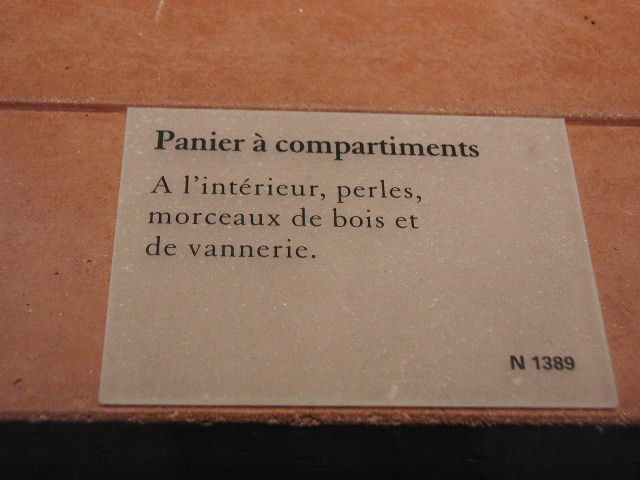 Panier à compartiments
A l'intérieur, perles,
morceaux de bois et
de vannerie.
N 1389